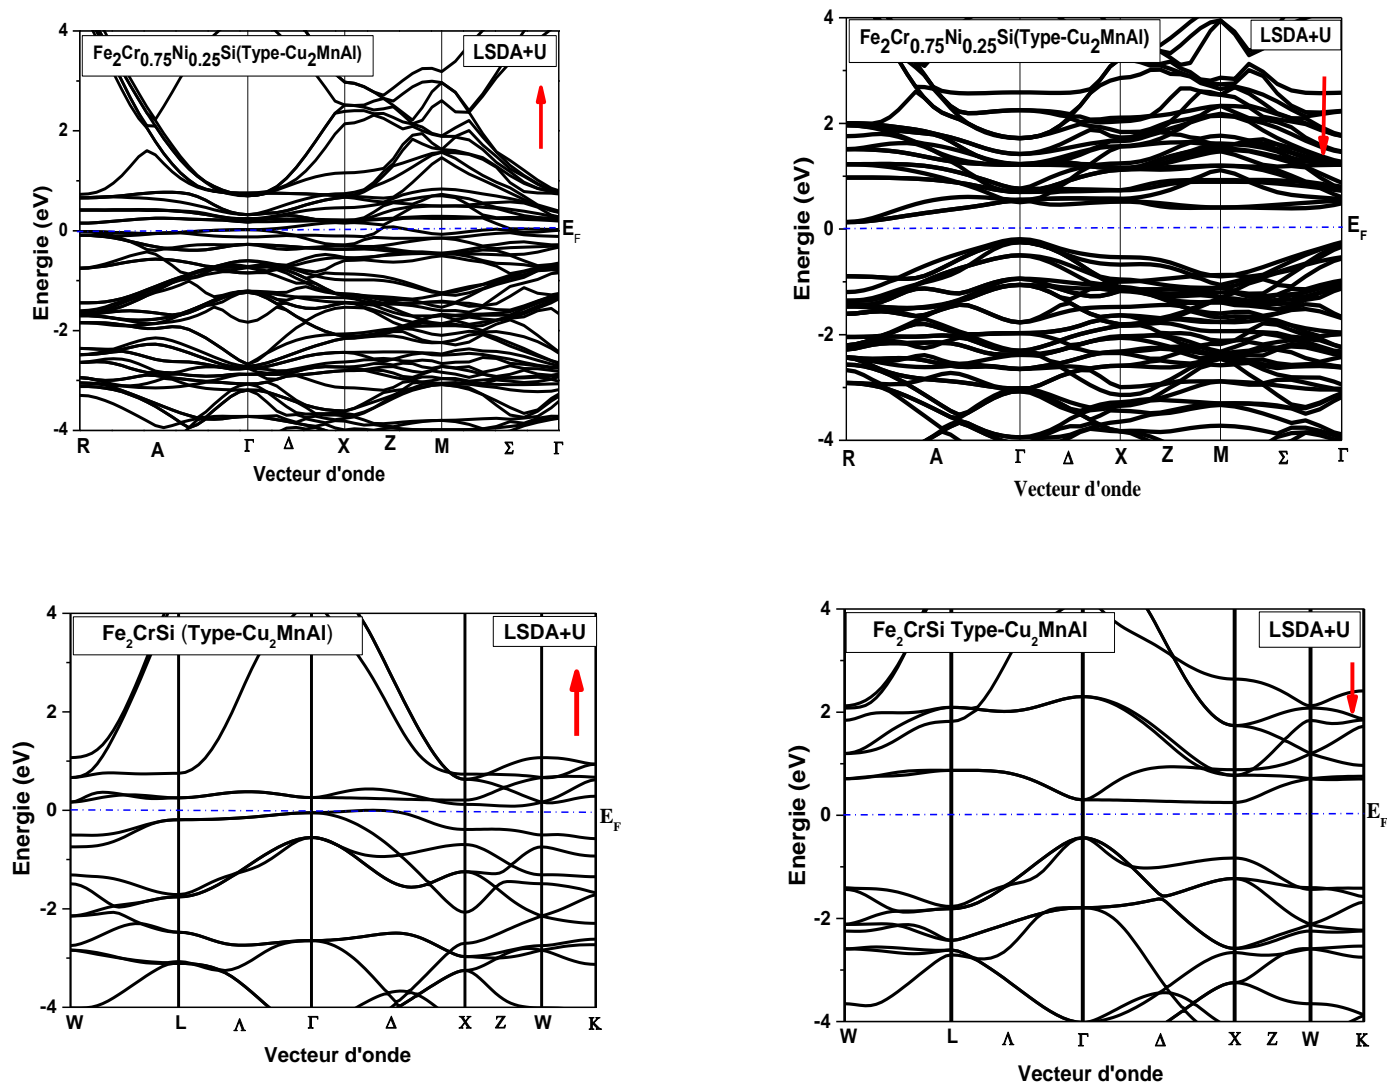 Fe2Cr0.75Ni0.25Si(Type-Cu2MnAl)
LSDA+U
4
2
0
-2
-4
Energie (eV)
EF
R A Γ Δ X Z M Σ Γ
Vecteur d'onde
Fe2Cr0.75Ni0.25Si(Type-Cu2MnAl)
LSDA+U
4
2
0
-2
-4
Energie (eV)
EF
R A Γ Δ X Z M Σ Γ
Vecteur d'onde
Fe2CrSi (Type-Cu2MnAl)
LSDA+U
4
2
0
-2
-4
Energie (eV)
EF
W L Λ Γ Δ X Z W K
Vecteur d'onde
Fe2CrSi Type-Cu2MnAl
LSDA+U
4
2
0
-2
-4
Energie (eV)
EF
W L Λ Γ Δ X Z W K
Vecteur d'onde